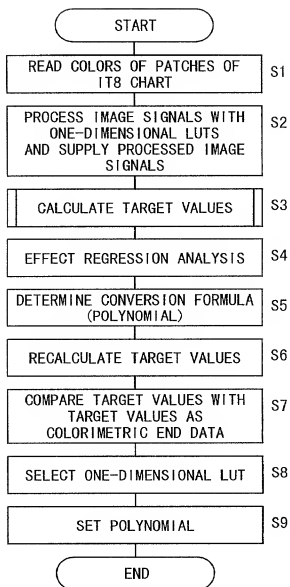 START
READ COLORS OF PATCHES OF
IT8 CHART
S1
PROCESS IMAGE SIGNALS WITH
ONE-DIMENSIONAL LUTS
AND SUPPLY PROCESSED IMAGE
SIGNALS
S2
CALCULATE TARGET VALUES
S3
EFFECT REGRESSION ANALYSIS
S4
DETERMINE CONVERSION FORMULA
(POLYNOMIAL)
S5
RECALCULATE TARGET VALUES
S6
COMPARE TARGET VALUES WITH
TARGET VALUES AS
COLORIMETRIC END DATA
S7
SELECT ONE-DIMENSIONAL LUT
S8
SET POLYNOMIAL
S9
END